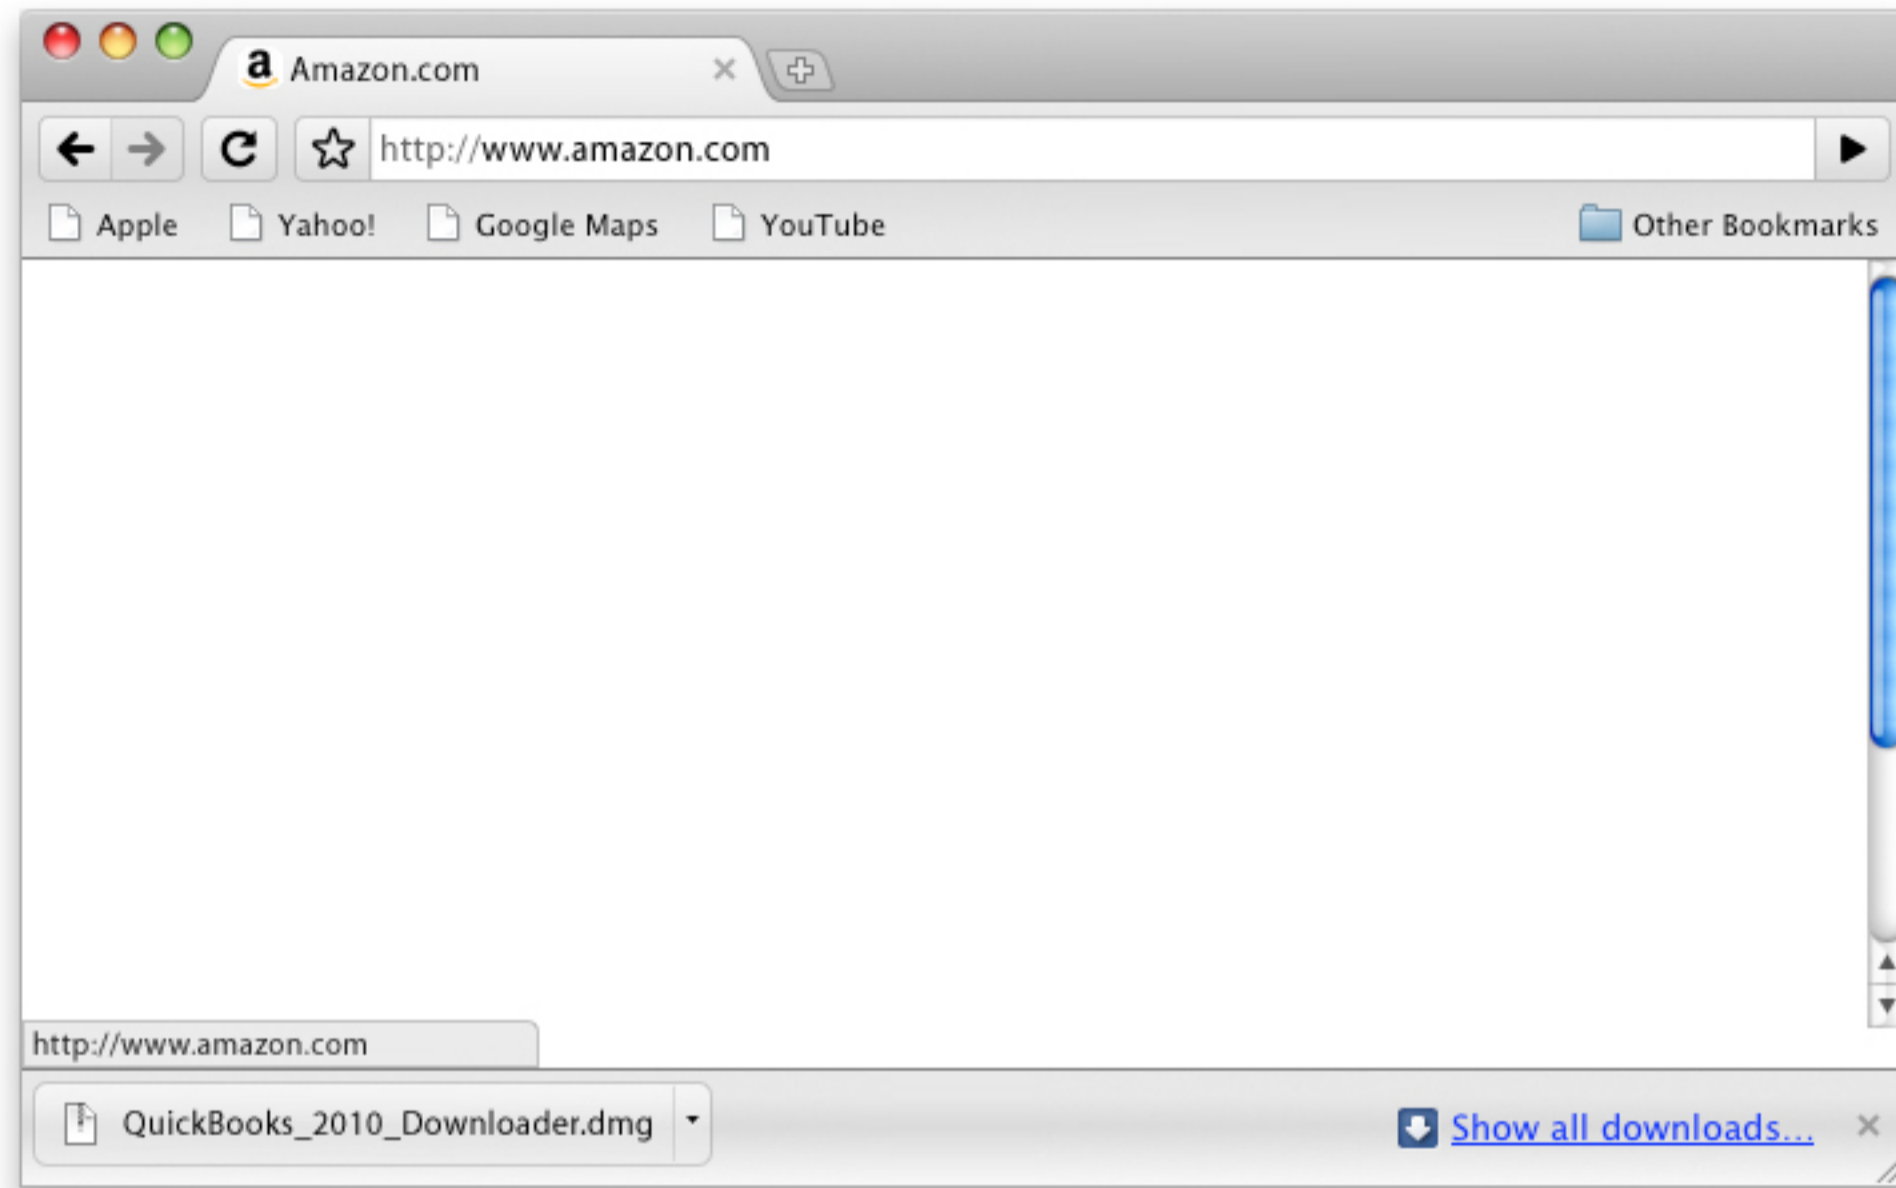 Amazon.com
http://www.amazon.com
Apple Yahoo! Google Maps YouTube Other Bookmarks
http://www.amazon.com
QuickBooks_2010_Downloader.dmg Show all downloads...